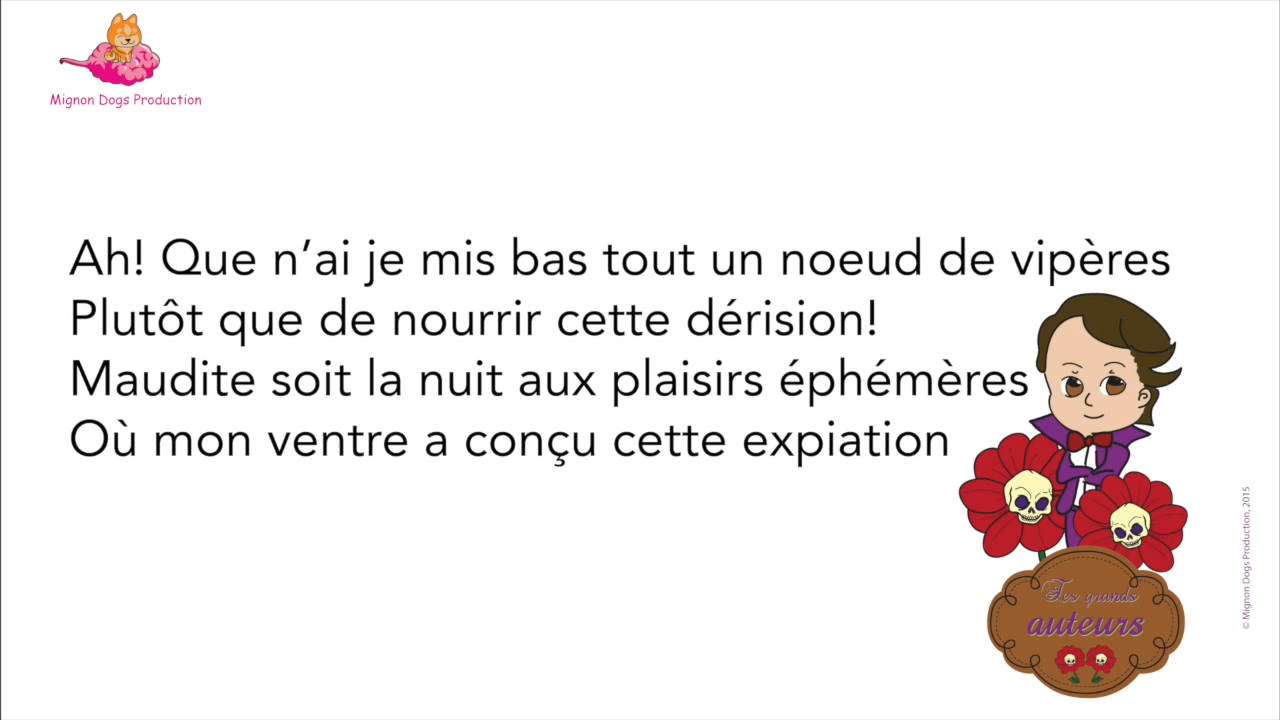 Mignon Dogs Production
Ah! Que n’ai je mis bas tout un noeud de vipères
Plutôt que de nourrir cette dérision!
Maudite soit la nuit aux plaisirs éphémères
Où mon ventre a conçu cette expiation
© Mignon Dogs Production, 2015
Tes grands
auteurs